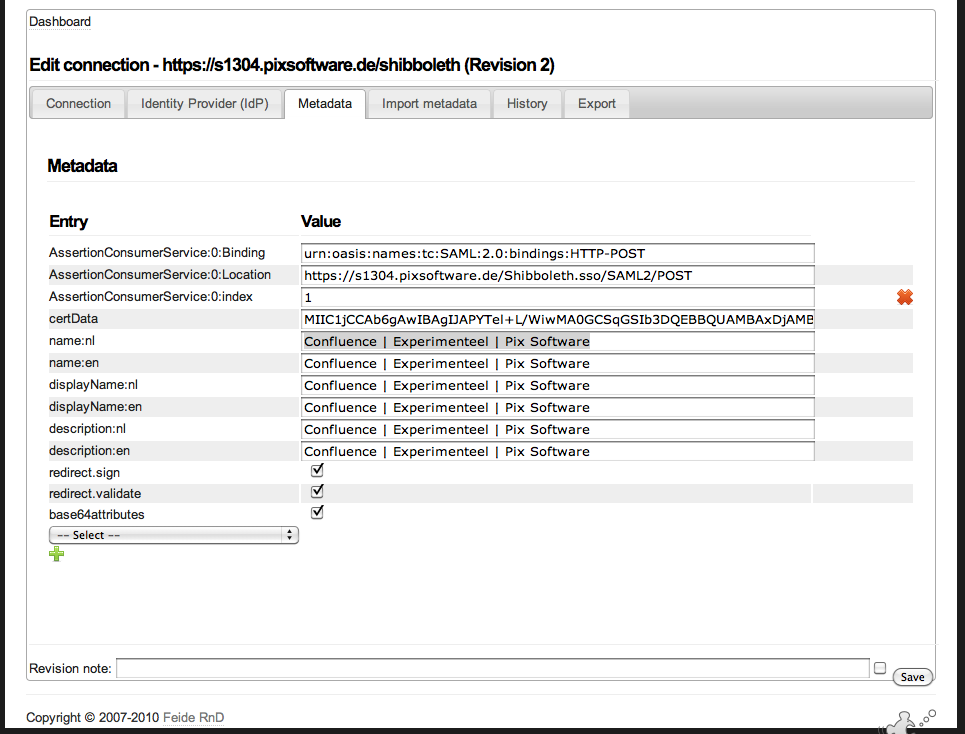 Dashboard
Edit connection - https://s1304.pixsoftware.de/shibboleth (Revision 2)
Connection Identity Provider (IdP) Metadata Import metadata History Export
Metadata
Entry Value
AssertionConsumerService:0:Binding urn:oasis:names:tc:SAML:2.0:bindings:HTTP-POST
AssertionConsumerService:0:Location https://s1304.pixsoftware.de/Shibboleth.sso/SAML2/POST
AssertionConsumerService:0:index 1
certData MIIC1jCCAb6gAwIBAgIJAPYTel+L/WiwMA0GCSqGSIb3DQEBBQUAMBAxDjAMB
name:nl Confluence | Experimenteel | Pix Software
name:en Confluence | Experimenteel | Pix Software
displayName:nl Confluence | Experimenteel | Pix Software
displayName:en Confluence | Experimenteel | Pix Software
description:nl Confluence | Experimenteel | Pix Software
description:en Confluence | Experimenteel | Pix Software
redirect.sign
redirect.validate
base64attributes
-- Select --
Revision note:
Save
Copyright © 2007-2010 Feide RnD